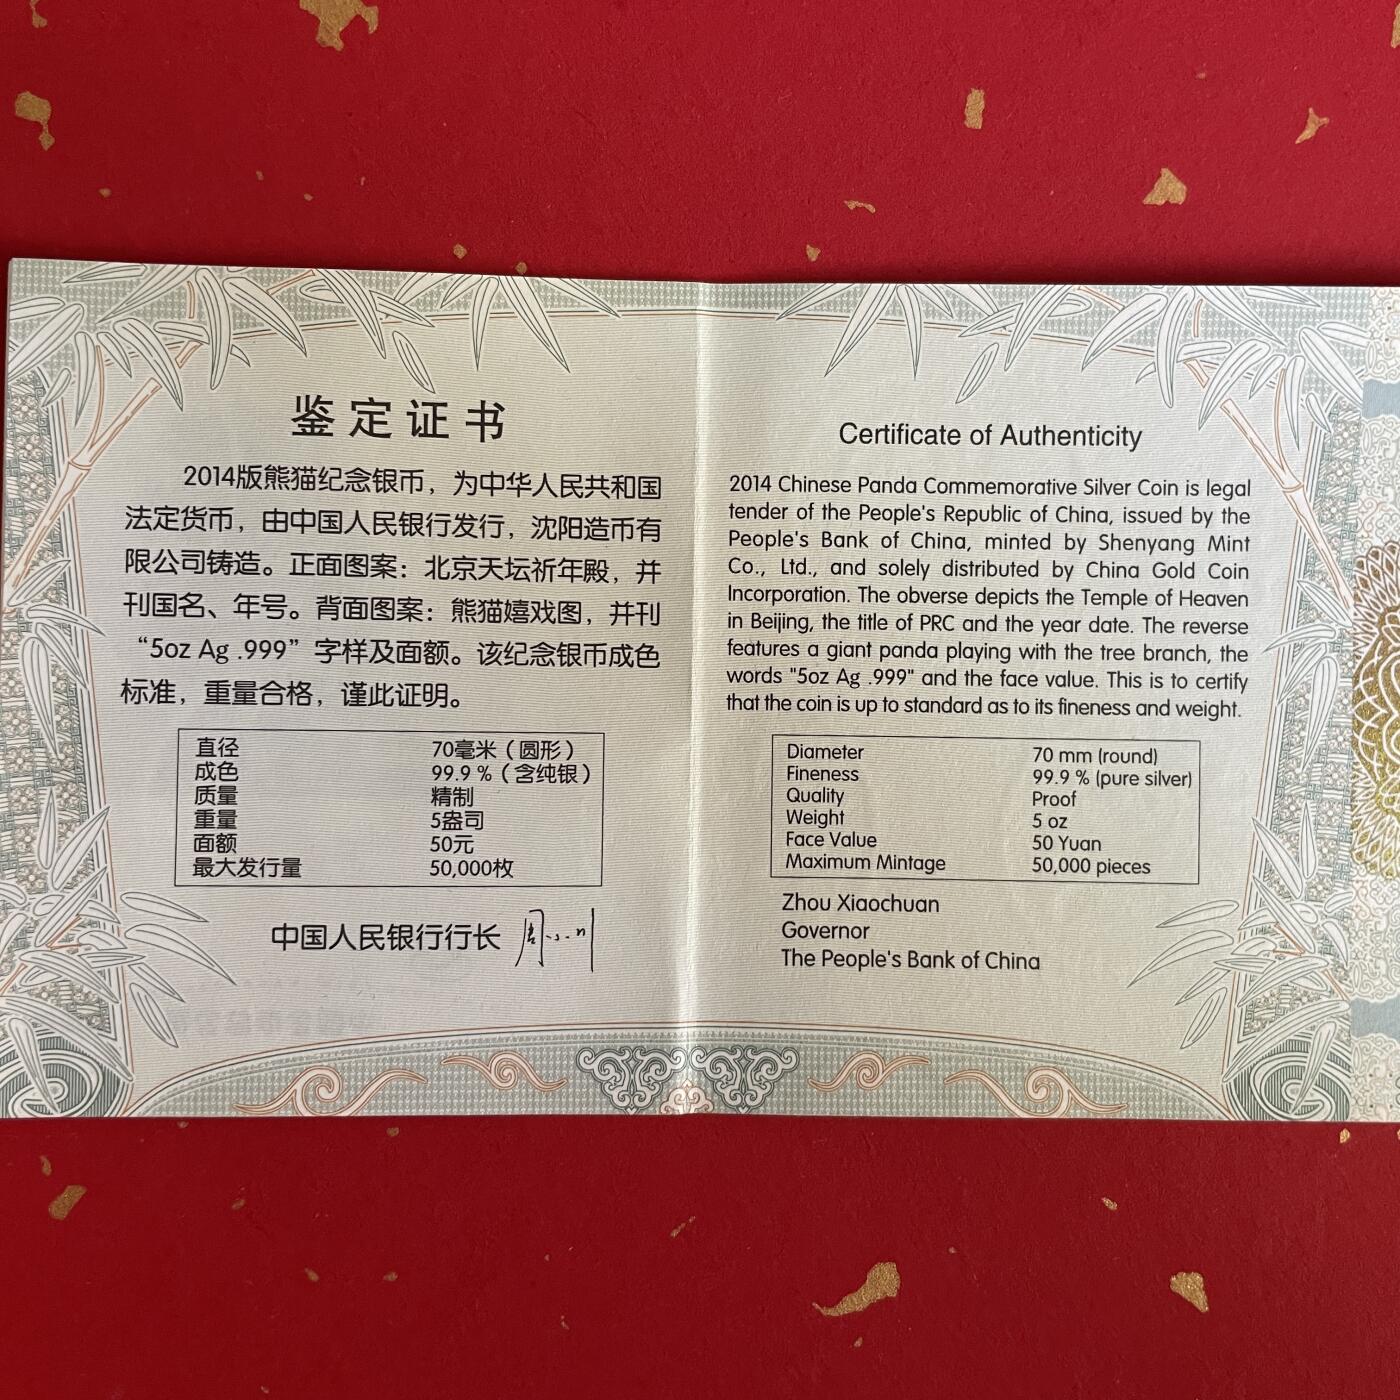 鉴定证书
2014版熊猫纪念银币，为中华人民共和国
法定货币，由中国人民银行发行，沈阳造币有
限公司铸造。正面图案：北京天坛祈年殿，并
刊国名、年号。背面图案：熊猫嬉戏图，并刊
“5oz Ag .999”字样及面额。该纪念银币成色
标准，重量合格，谨此证明。
直径 70毫米（圆形）
成色 99.9 %（含纯银）
质量 精制
重量 5盎司
面额 50元
最大发行量 50,000枚
中国人民银行行长
Certificate of Authenticity
2014 Chinese Panda Commemorative Silver Coin is legal
tender of the People's Republic of China, issued by the
People's Bank of China, minted by Shenyang Mint
Co., Ltd., and solely distributed by China Gold Coin
Incorporation. The obverse depicts the Temple of Heaven
in Beijing, the title of PRC and the year date. The reverse
features a giant panda playing with the tree branch, the
words "5oz Ag .999" and the face value. This is to certify
that the coin is up to standard as to its fineness and weight.
Diameter 70 mm (round)
Fineness 99.9 % (pure silver)
Quality Proof
Weight 5 oz
Face Value 50 Yuan
Maximum Mintage 50,000 pieces
Zhou Xiaochuan
Governor
The People's Bank of China